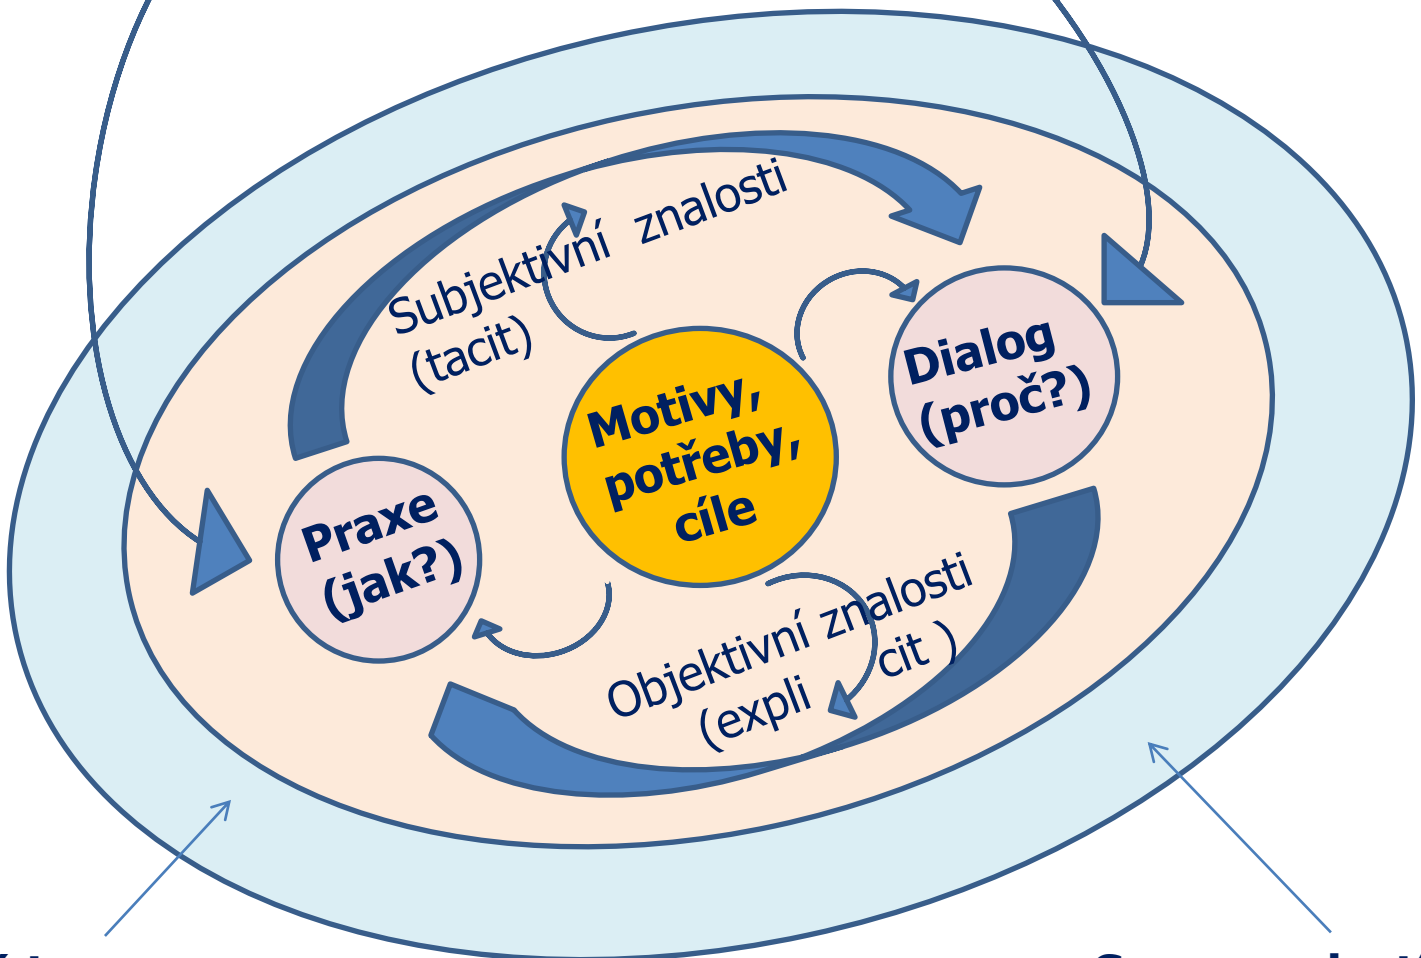 Subjektivní znalosti
(tacit)
Dialog
(proč?)
Motivy,
potřeby,
cíle
Praxe
(jak?)
Objektivní znalosti
(expli cit )